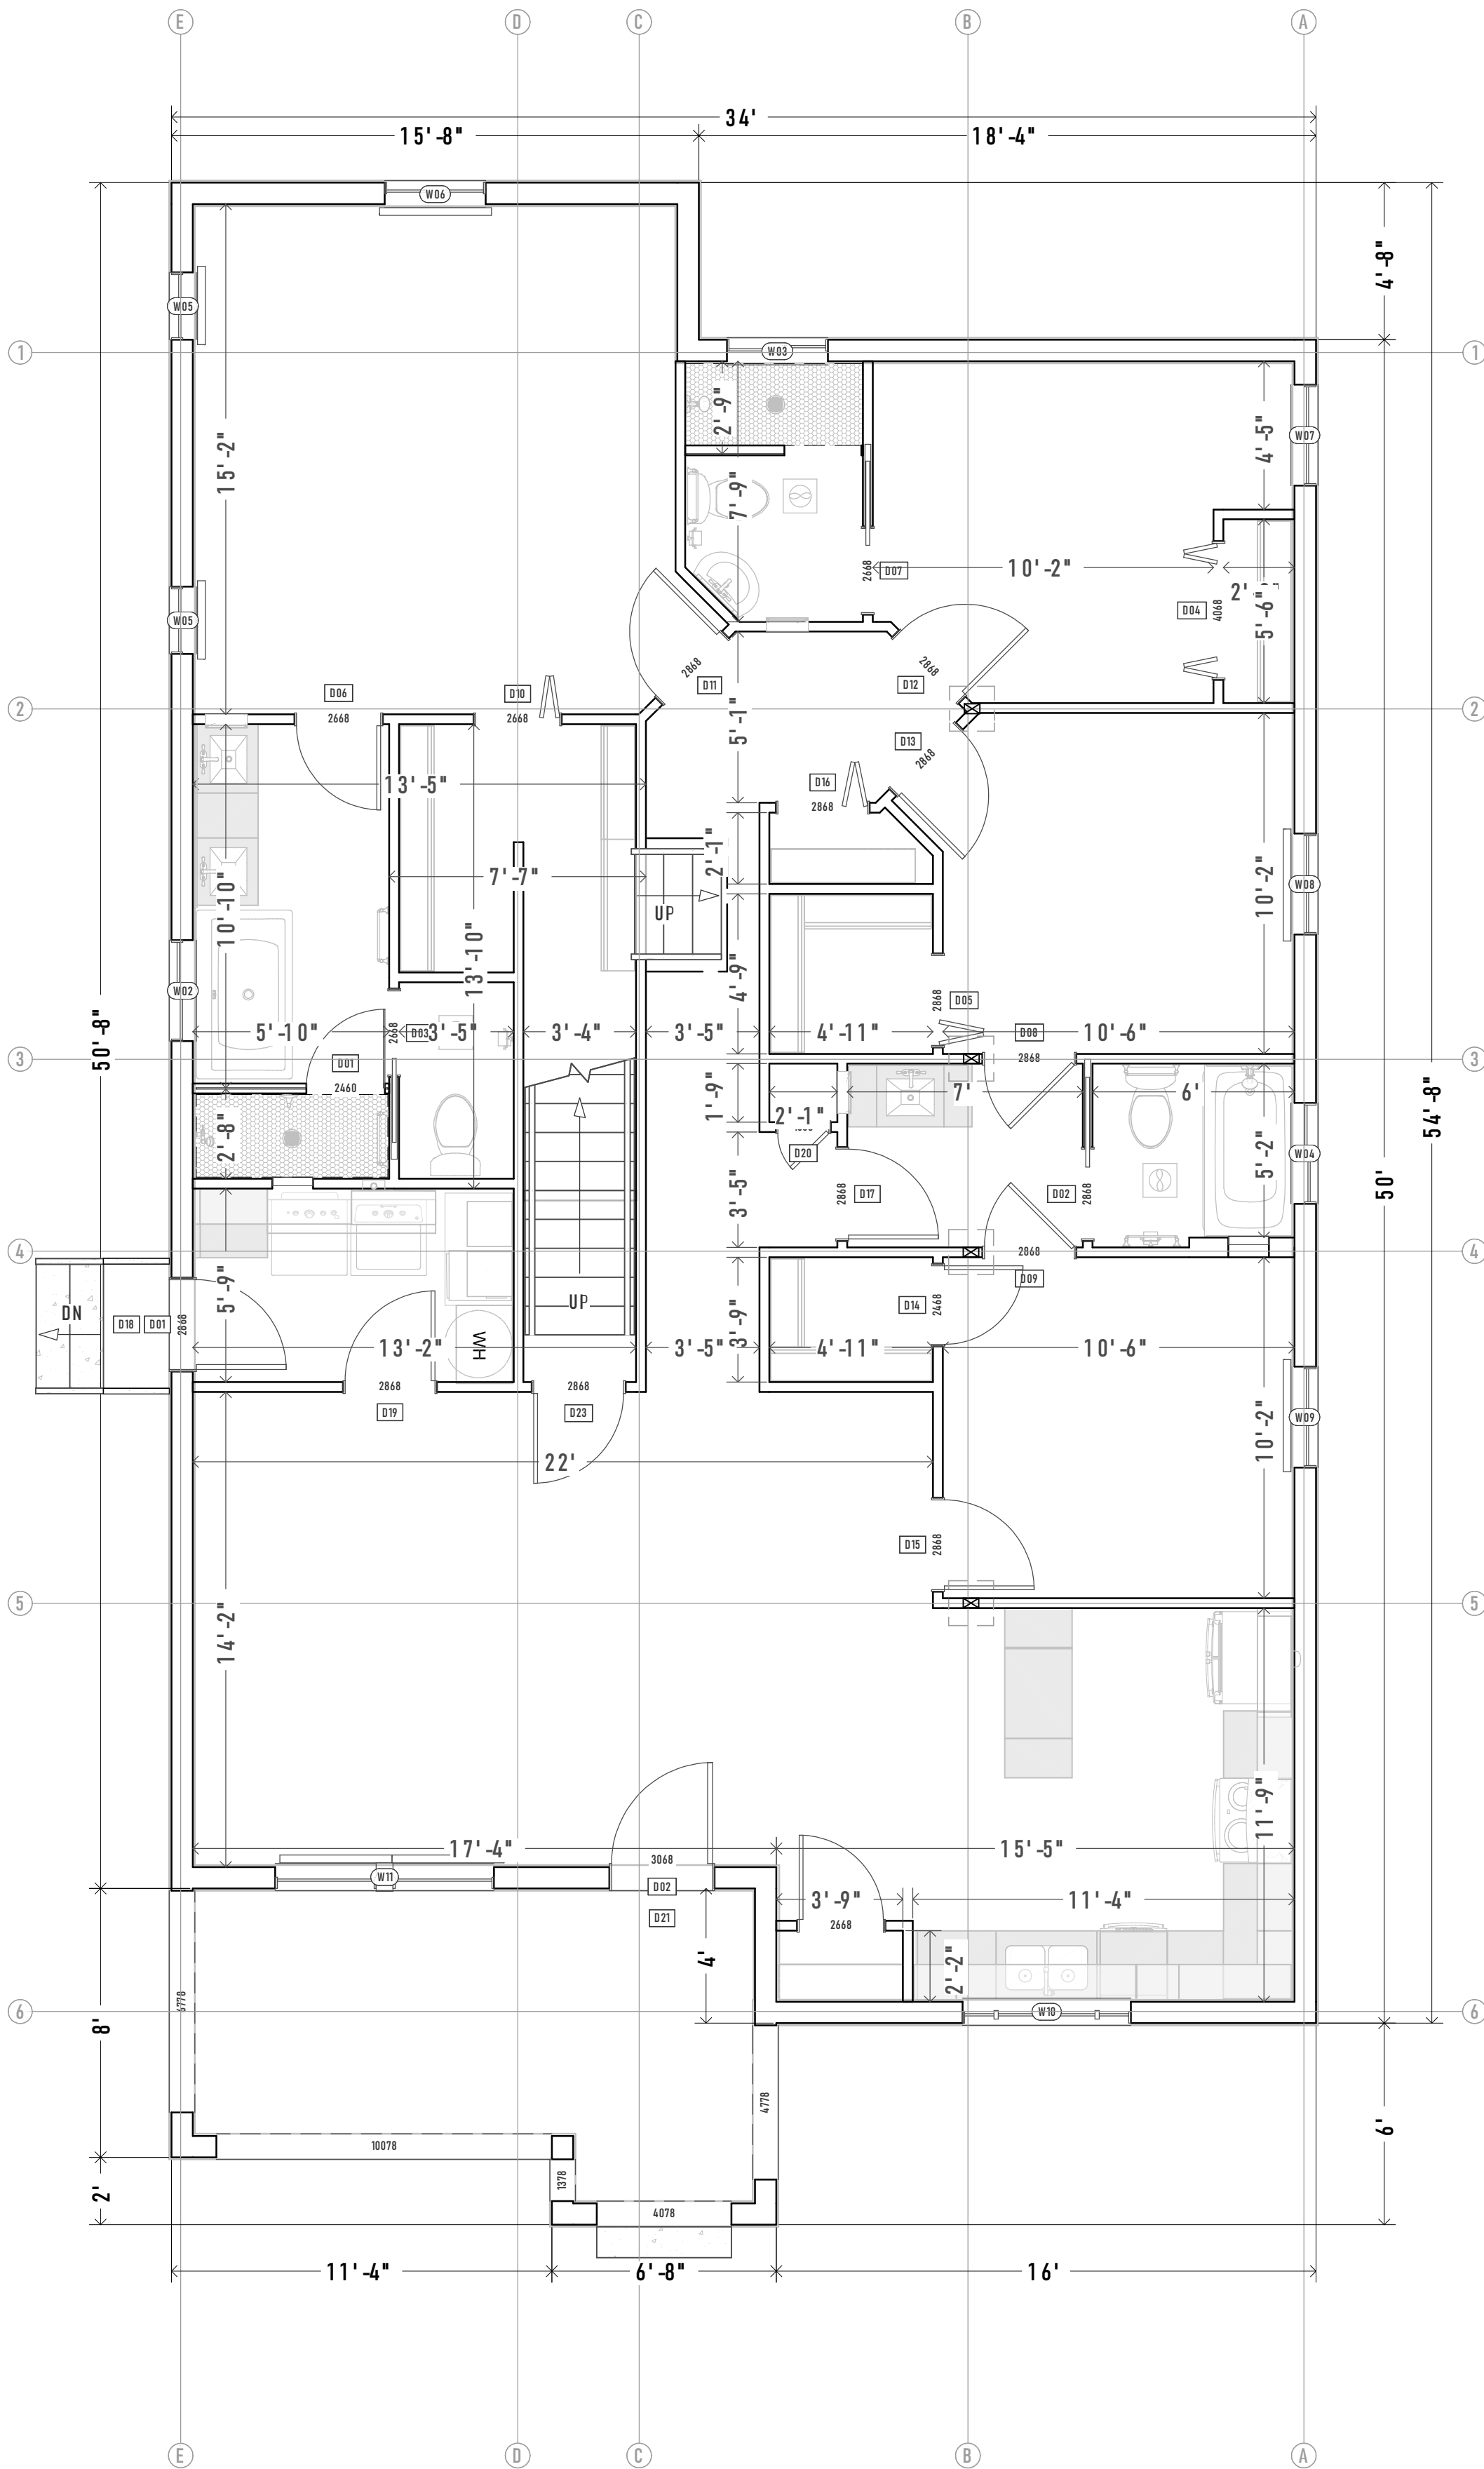 E D C B A
34'
15'-8" 18'-4"
W06
4'-8"
W05
1 W03 1
2'-9"
15'-2" 4'-5" W07
7'-9"
2668 D07 10'-2"
2'
D04 4068 5'-6"
W05
2868 D11 D12 2868
D06 D10
2668 2668
2 2
5'-1" D13 2868
D16
13'-5" 2868
2'-1"
7'-7"
10'-10" 10'-2" W08
UP
13'-10"
4'-9"
W02 2868 D05
50'-8" 5'-10" 2668 D03 3'-5" 3'-4" 3'-5" 4'-11" D08 10'-6"
3 2868 3
D01
2460
1'-9" 7' 6'
2'-1" 54'-8"
2'-8" D20 5'-2" W04
3'-5" 2868 D17 D02 2868 50'
4 2868 4
D09
5'-9" UP D14 2468
DN D18 D01 2868
13'-2" WH 3'-5" 3'-9" 4'-11" 10'-6"
2868 2868
D19 D23 10'-2" W09
22'
D15 2868
5 5
14'-2"
11'-9"
17'-4" 15'-5"
3068
W11 D02
3'-9" 11'-4"
D21 2668
4' 2'-2"
6 W10 6
6778
8'
4778 6'
10078
1378
2' 4078
11'-4" 6'-8" 16'
E D C B A